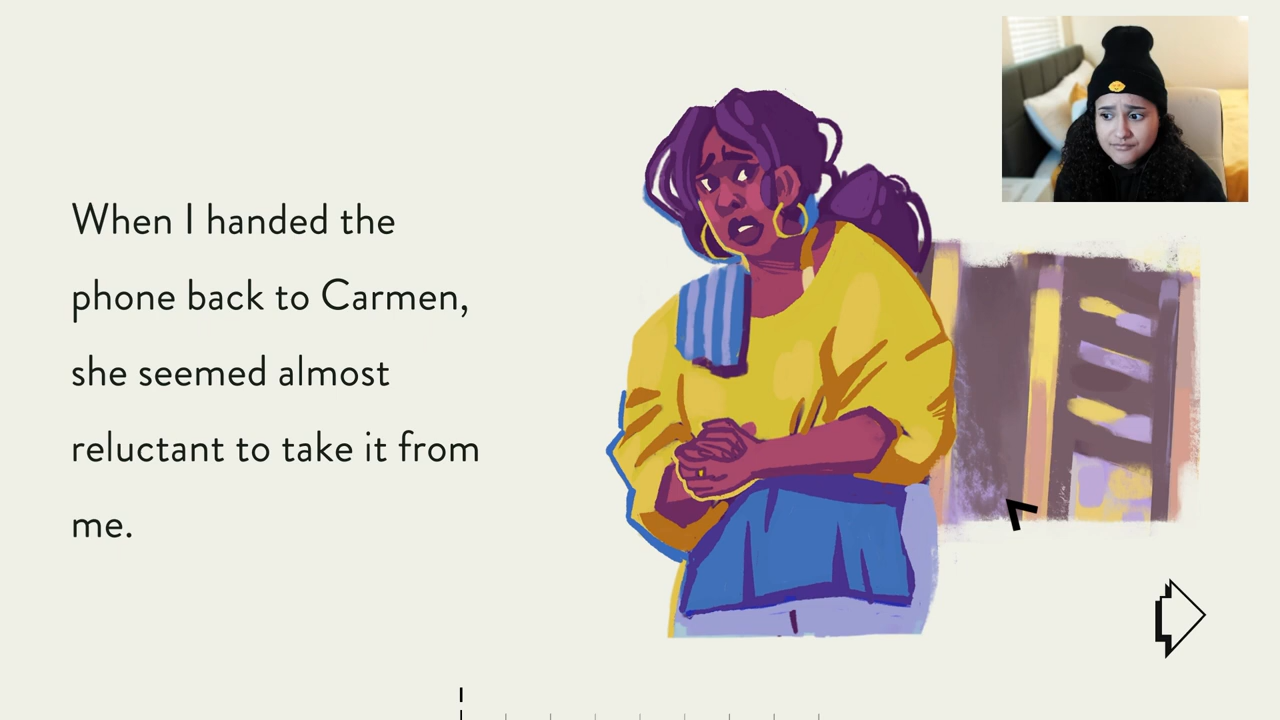 When I handed the
phone back to Carmen,
she seemed almost
reluctant to take it from
me.